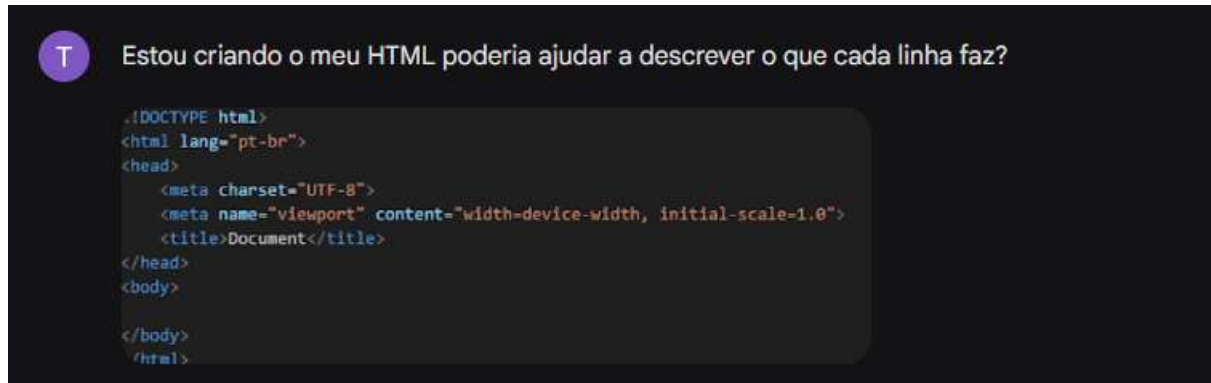 T
Estou criando o meu HTML poderia ajudar a descrever o que cada linha faz?
<!DOCTYPE html>
<html lang="pt-br">
<head>
<meta charset="UTF-8">
<meta name="viewport" content="width=device-width, initial-scale=1.0">
<title>Document</title>
</head>
<body>
</body>
</html>